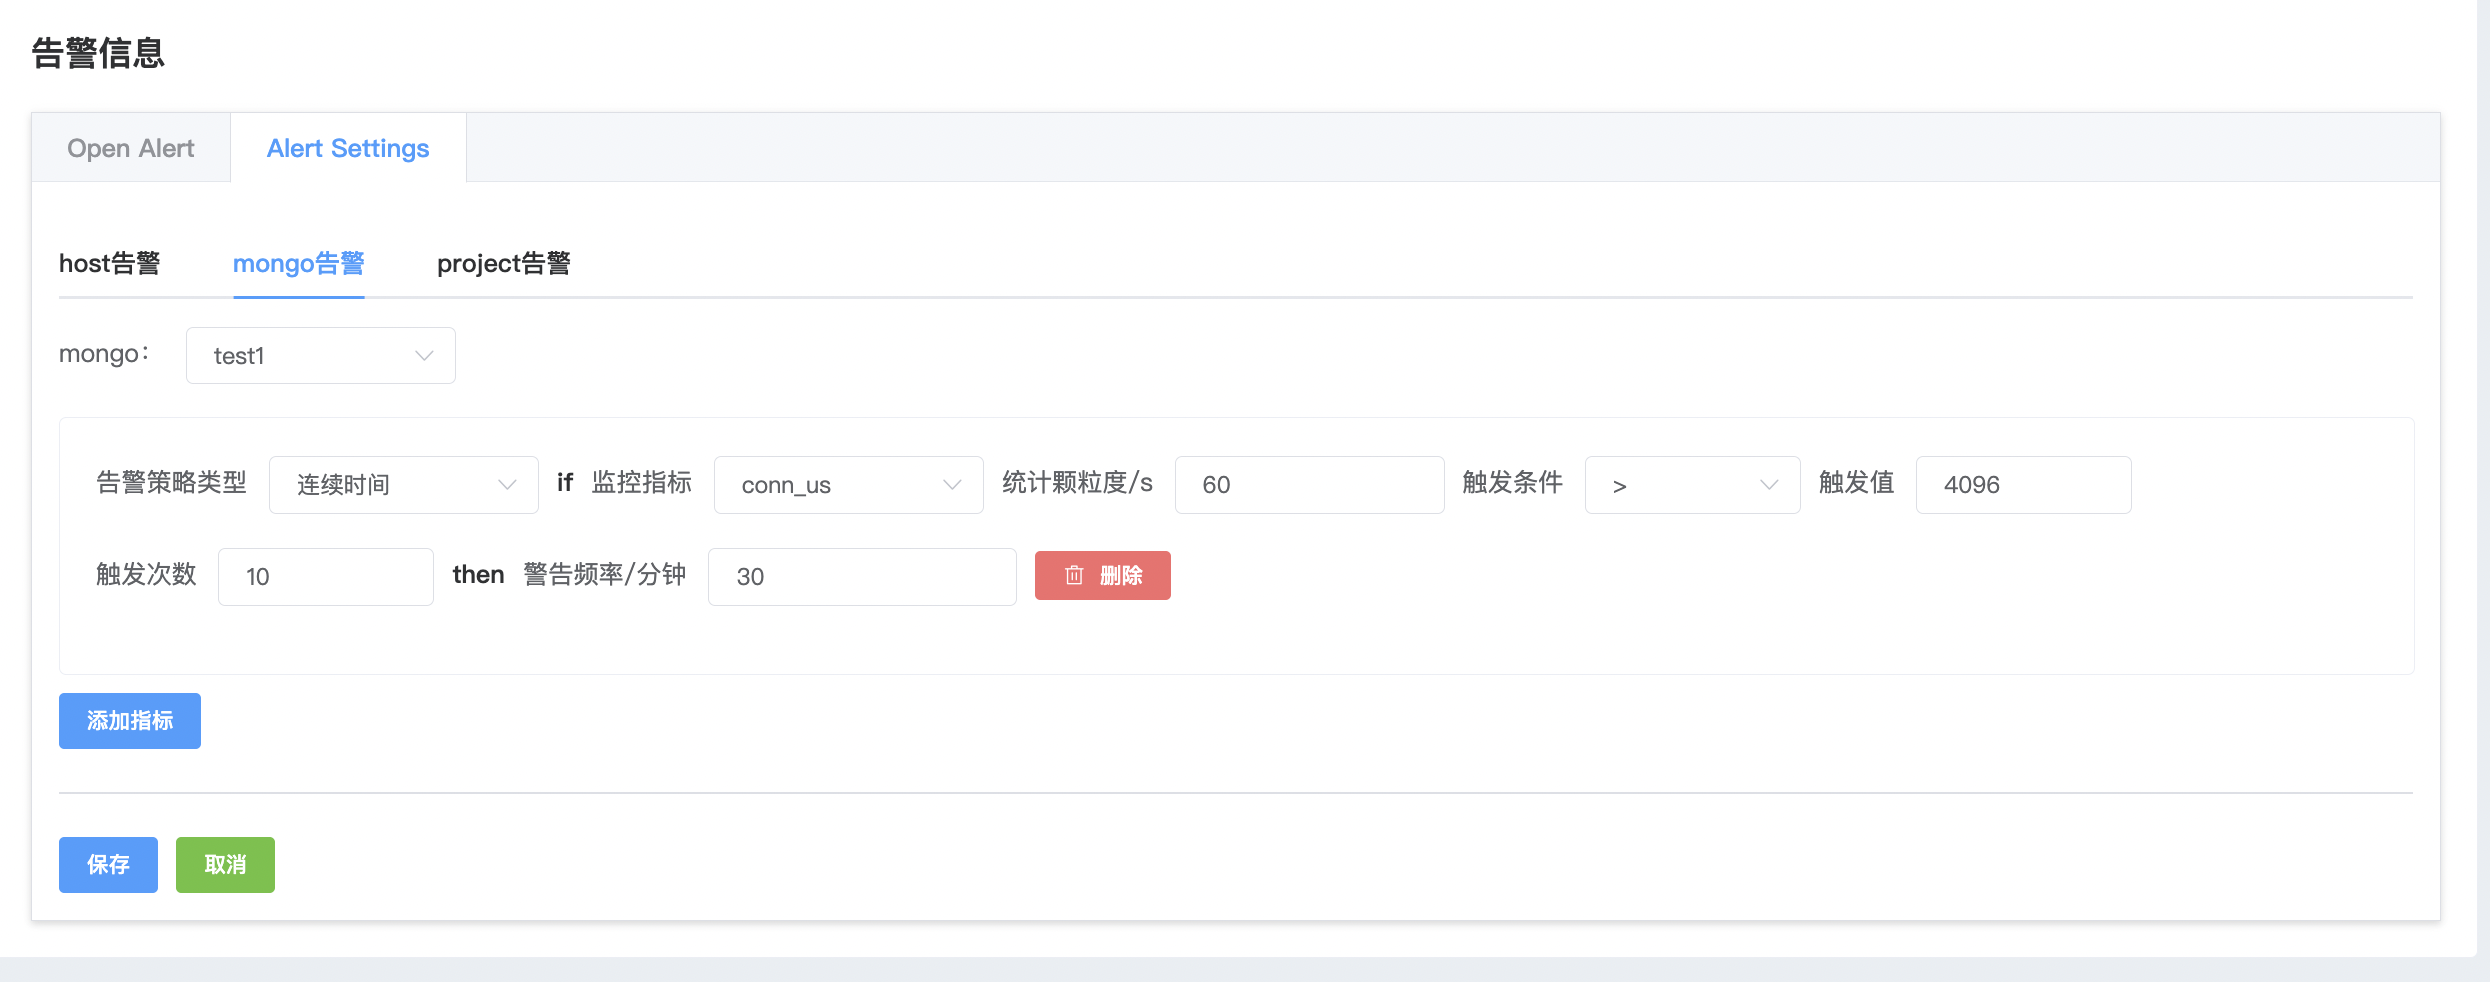 告警信息
Open Alert Alert Settings
host告警 mongo告警 project告警
mongo： test1
告警策略类型 连续时间 if 监控指标 conn_us 统计颗粒度/s 60 触发条件 > 触发值 4096
触发次数 10 then 警告频率/分钟 30 删除
添加指标
保存 取消